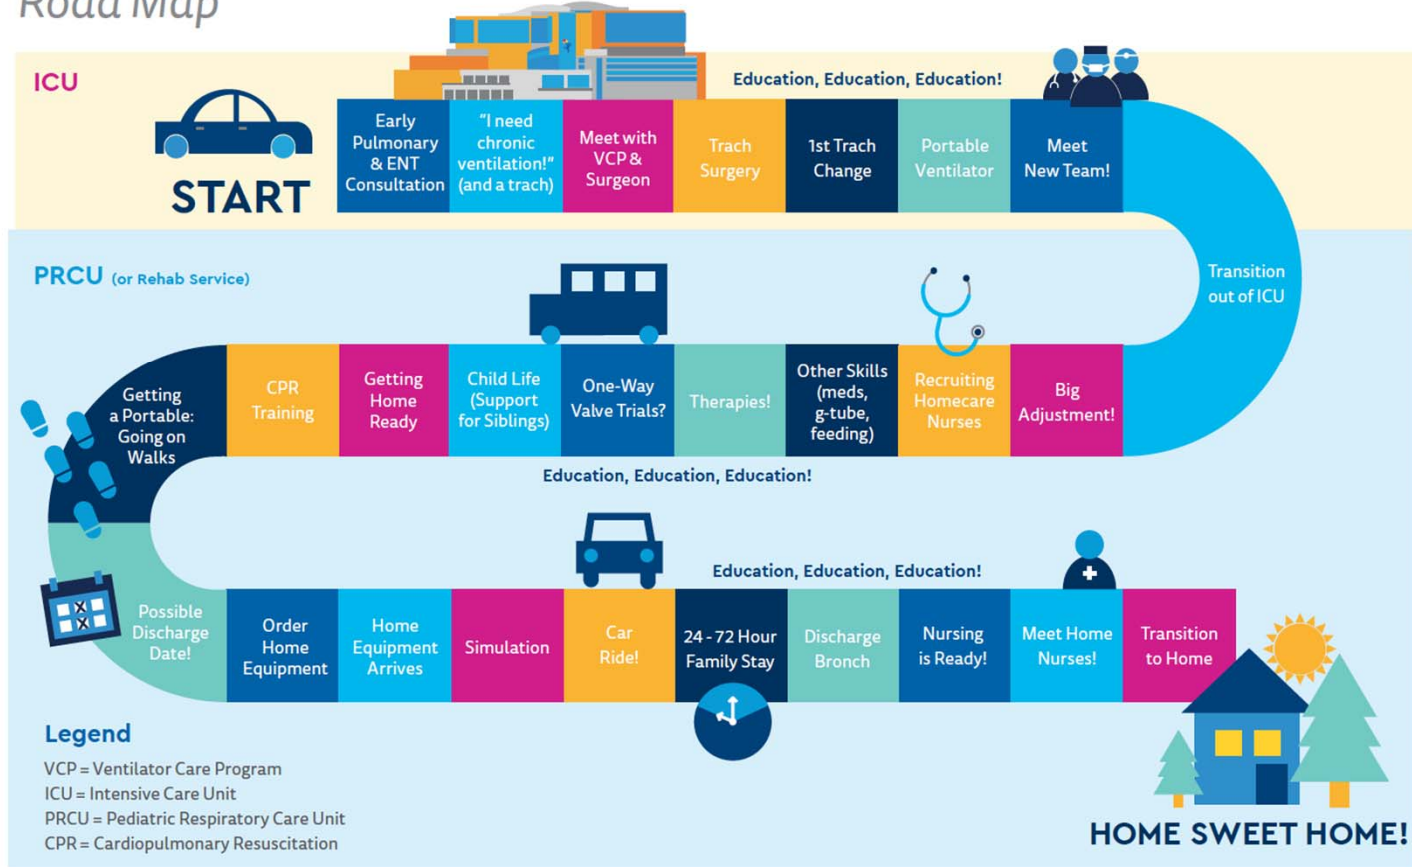 Road Map
ICU
Education, Education, Education!
START
Early
Pulmonary
& ENT
Consultation
"I need
chronic
ventilation!"
(and a trach)
Meet with
VCP &
Surgeon
Trach
Surgery
1st Trach
Change
Portable
Ventilator
Meet
New Team!
Transition
out of ICU
PRCU (or Rehab Service)
Big
Adjustment!
Recruiting
Homecare
Nurses
Other Skills
(meds,
g-tube,
feeding)
Therapies!
One-Way
Valve Trials?
Child Life
(Support
for Siblings)
Getting
Home
Ready
CPR
Training
Getting
a Portable:
Going on
Walks
Education, Education, Education!
Possible
Discharge
Date!
Order
Home
Equipment
Home
Equipment
Arrives
Simulation
Car
Ride!
24 - 72 Hour
Family Stay
Education, Education, Education!
Discharge
Bronch
Nursing
is Ready!
Meet Home
Nurses!
Transition
to Home
HOME SWEET HOME!
Legend
VCP = Ventilator Care Program
ICU = Intensive Care Unit
PRCU = Pediatric Respiratory Care Unit
CPR = Cardiopulmonary Resuscitation